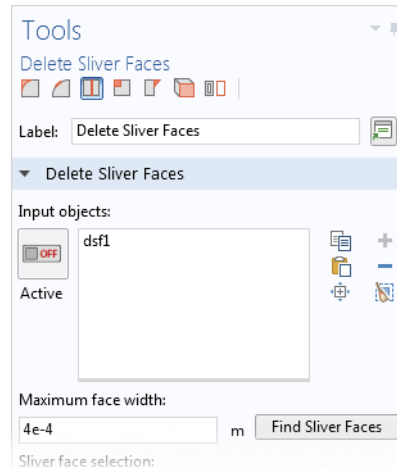 Tools
Delete Sliver Faces
Label: Delete Sliver Faces
Delete Sliver Faces
Input objects:
dsf1
OFF
Active
Maximum face width:
4e-4 m Find Sliver Faces
Sliver face selection: